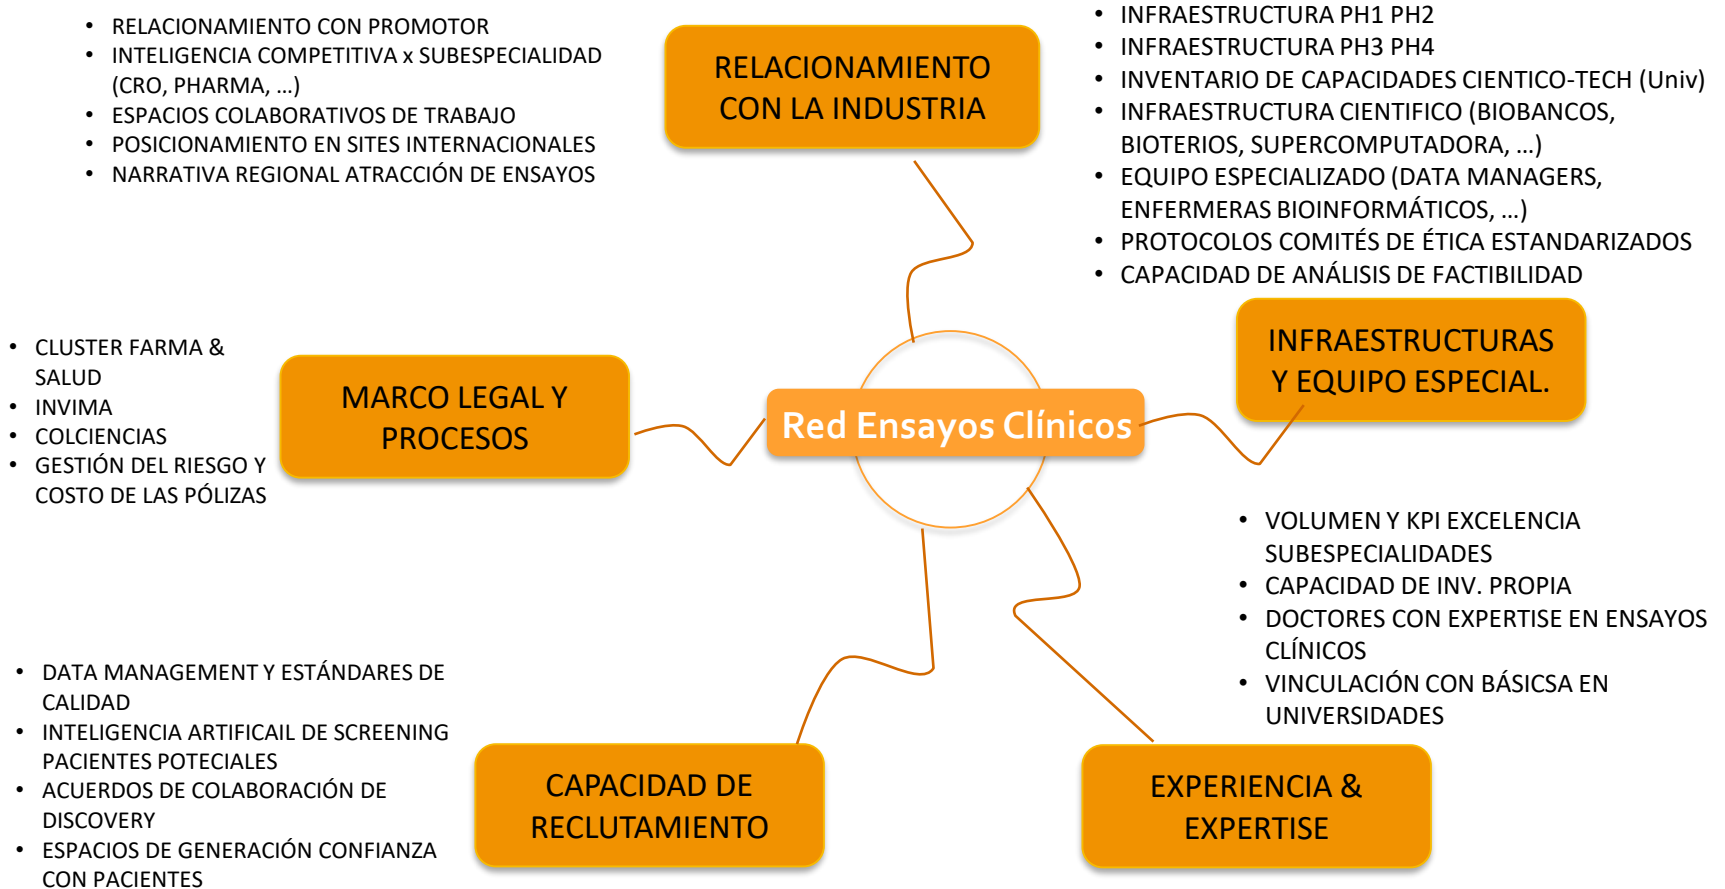 • RELACIONAMIENTO CON PROMOTOR
• INTELIGENCIA COMPETITIVA x SUBESPECIALIDAD
(CRO, PHARMA, ...)
• ESPACIOS COLABORATIVOS DE TRABAJO
• POSICIONAMIENTO EN SITES INTERNACIONALES
• NARRATIVA REGIONAL ATRACCIÓN DE ENSAYOS
RELACIONAMIENTO
CON LA INDUSTRIA
• INFRAESTRUCTURA PH1 PH2
• INFRAESTRUCTURA PH3 PH4
• INVENTARIO DE CAPACIDADES CIENTICO-TECH (Univ)
• INFRAESTRUCTURA CIENTIFICO (BIOBANCOS,
BIOTERIOS, SUPERCOMPUTADORA, ...)
• EQUIPO ESPECIALIZADO (DATA MANAGERS,
ENFERMERAS BIOINFORMÁTICOS, ...)
• PROTOCOLOS COMITÉS DE ÉTICA ESTANDARIZADOS
• CAPACIDAD DE ANÁLISIS DE FACTIBILIDAD
INFRAESTRUCTURAS
Y EQUIPO ESPECIAL.
• CLUSTER FARMA &
SALUD
• INVIMA
• COLCIENCIAS
• GESTIÓN DEL RIESGO Y
COSTO DE LAS PÓLIZAS
MARCO LEGAL Y
PROCESOS
Red Ensayos Clínicos
• VOLUMEN Y KPI EXCELENCIA
SUBESPECIALIDADES
• CAPACIDAD DE INV. PROPIA
• DOCTORES CON EXPERTISE EN ENSAYOS
CLÍNICOS
• VINCULACIÓN CON BÁSICSA EN
UNIVERSIDADES
• DATA MANAGEMENT Y ESTÁNDARES DE
CALIDAD
• INTELIGENCIA ARTIFICAIL DE SCREENING
PACIENTES POTECIALES
• ACUERDOS DE COLABORACIÓN DE
DISCOVERY
• ESPACIOS DE GENERACIÓN CONFIANZA
CON PACIENTES
CAPACIDAD DE
RECLUTAMIENTO
EXPERIENCIA &
EXPERTISE